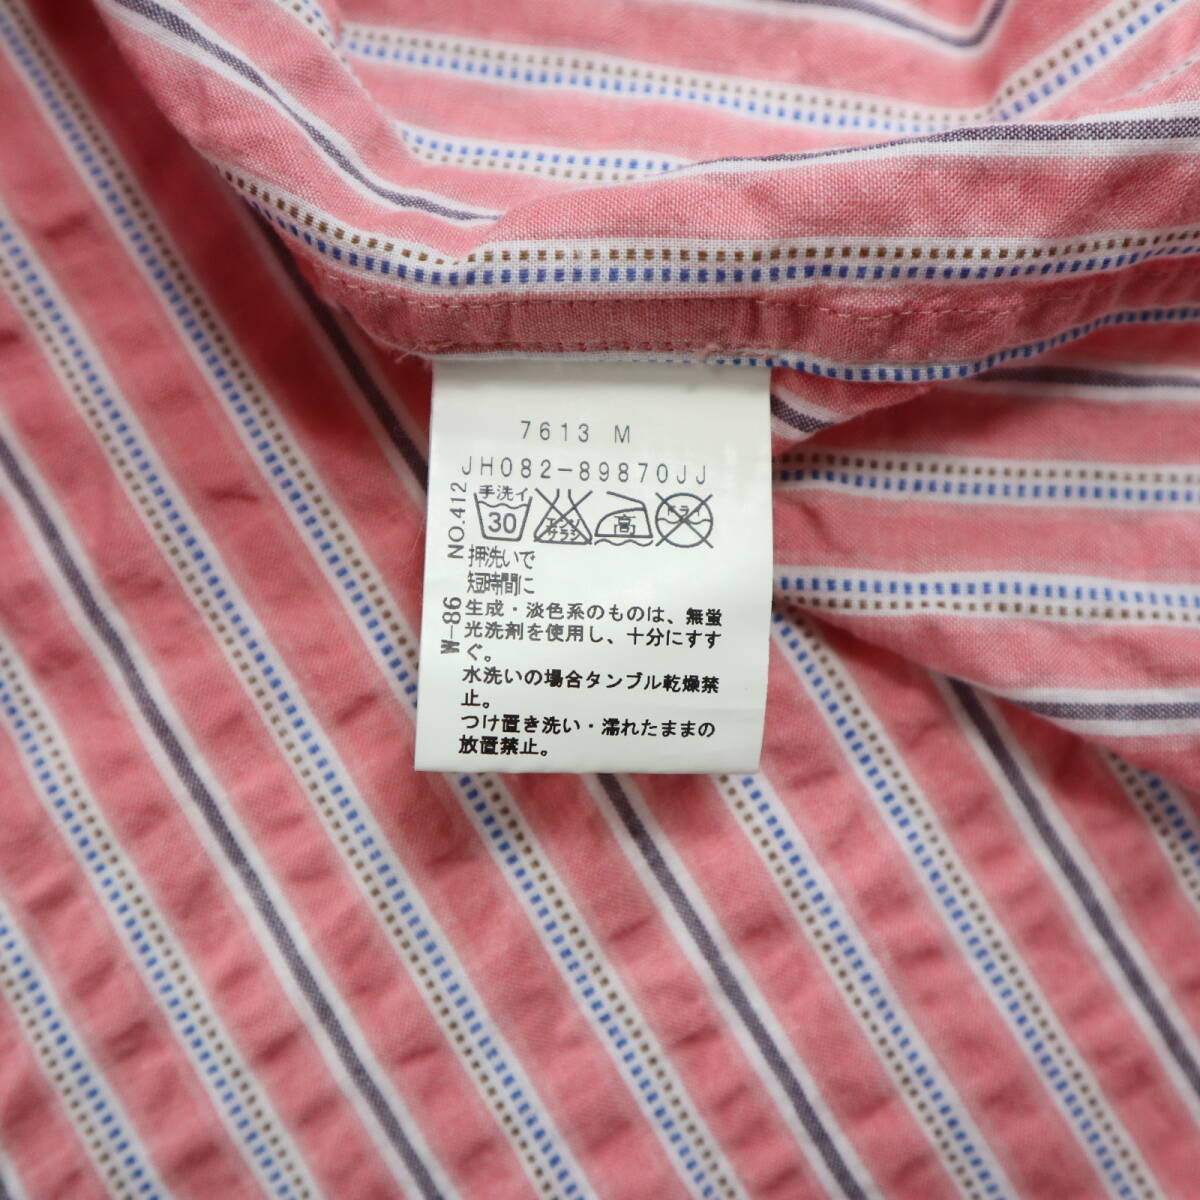 7613 M
JH082-89870JJ
NO.412
手洗イ
30
エンソ
サラシ
高
ドライ
押洗いで
短時間に
W-86
生成・淡色系のものは、無蛍
光洗剤を使用し、十分にすす
ぐ。
水洗いの場合タンブル乾燥禁
止。
つけ置き洗い・濡れたままの
放置禁止。